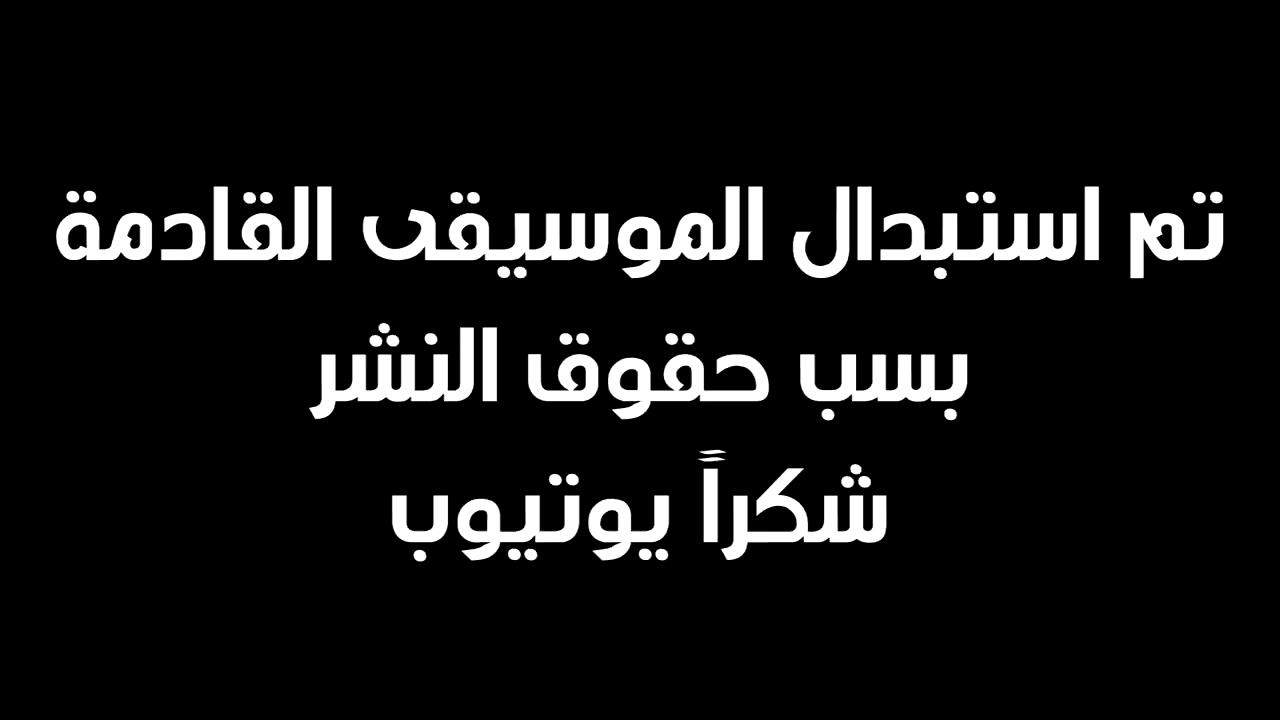 تم استبدال الموسيقى القادمة
بسب حقوق النشر
شكراً يوتيوب